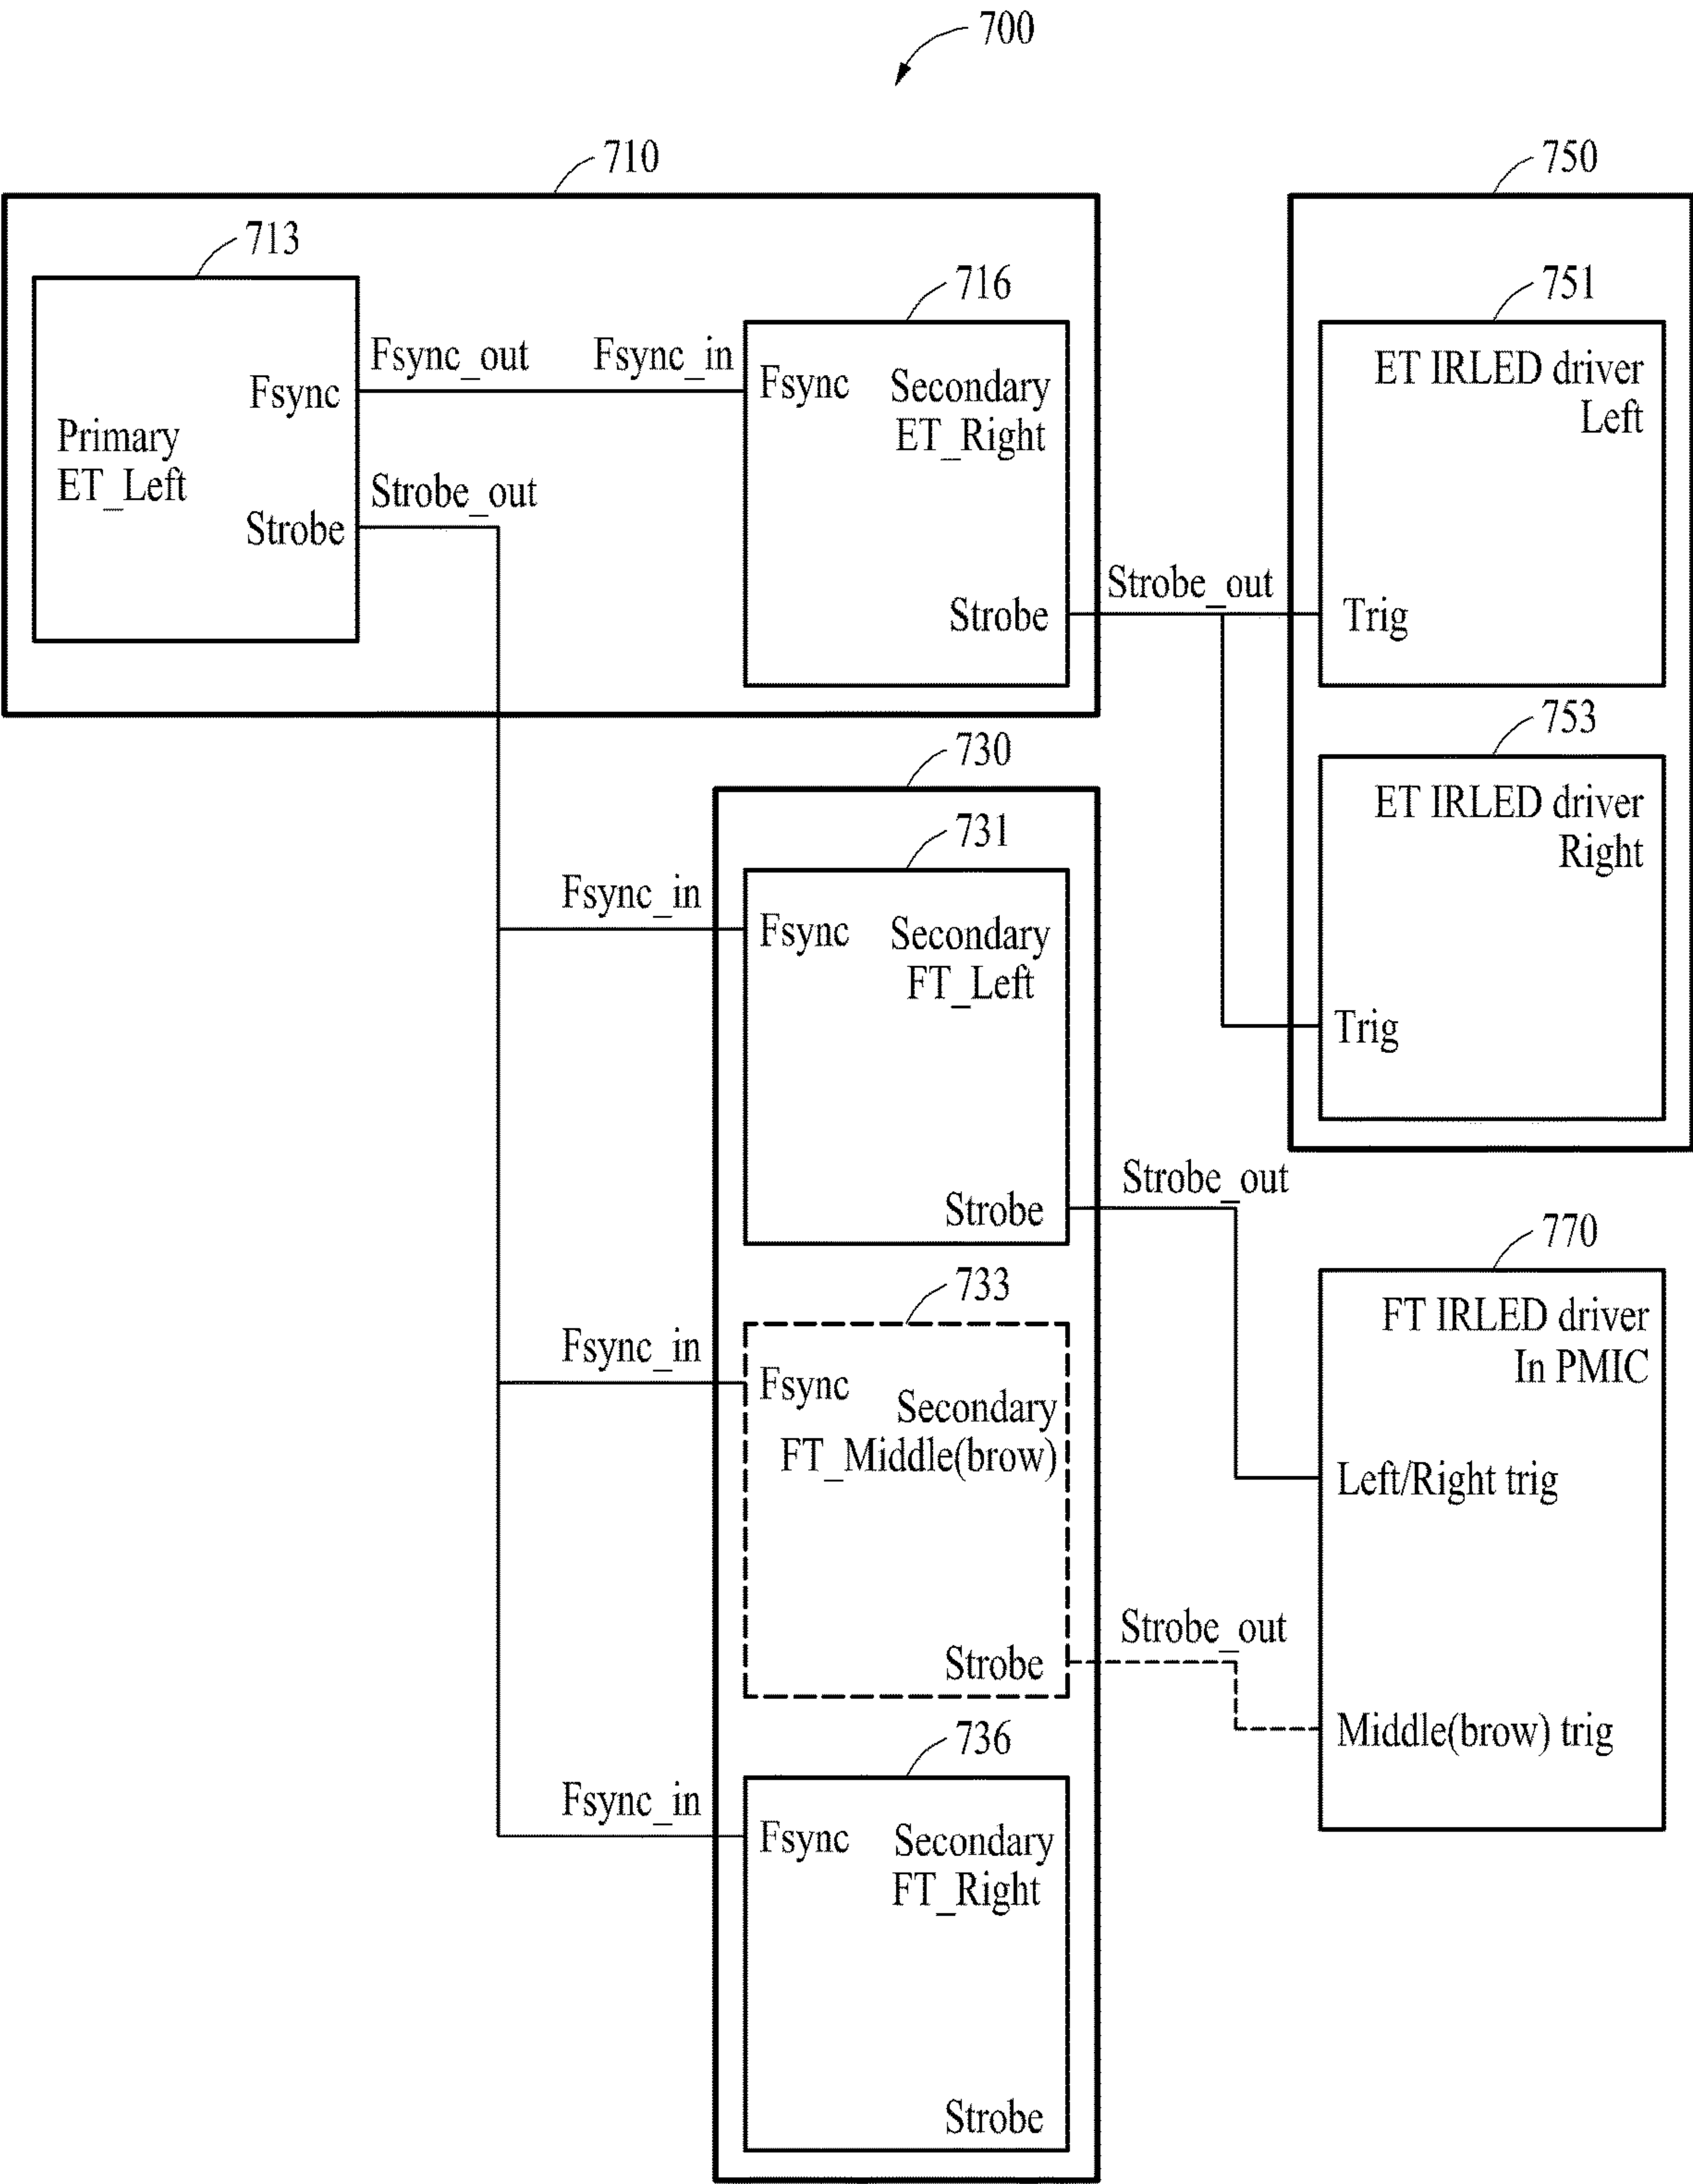 700
710
750
713
716
751
Fsync_out
Fsync_in
Fsync
Primary
ET_Left
Strobe_out
Strobe
Fsync
Secondary
ET_Right
Strobe
Strobe_out
ET IRLED driver
Left
Trig
753
ET IRLED driver
Right
Trig
730
731
Fsync_in
Fsync
Secondary
FT_Left
Strobe
Strobe_out
733
Fsync_in
Fsync
Secondary
FT_Middle(brow)
Strobe
Strobe_out
770
FT IRLED driver
In PMIC
Left/Right trig
Middle(brow) trig
736
Fsync_in
Fsync
Secondary
FT_Right
Strobe